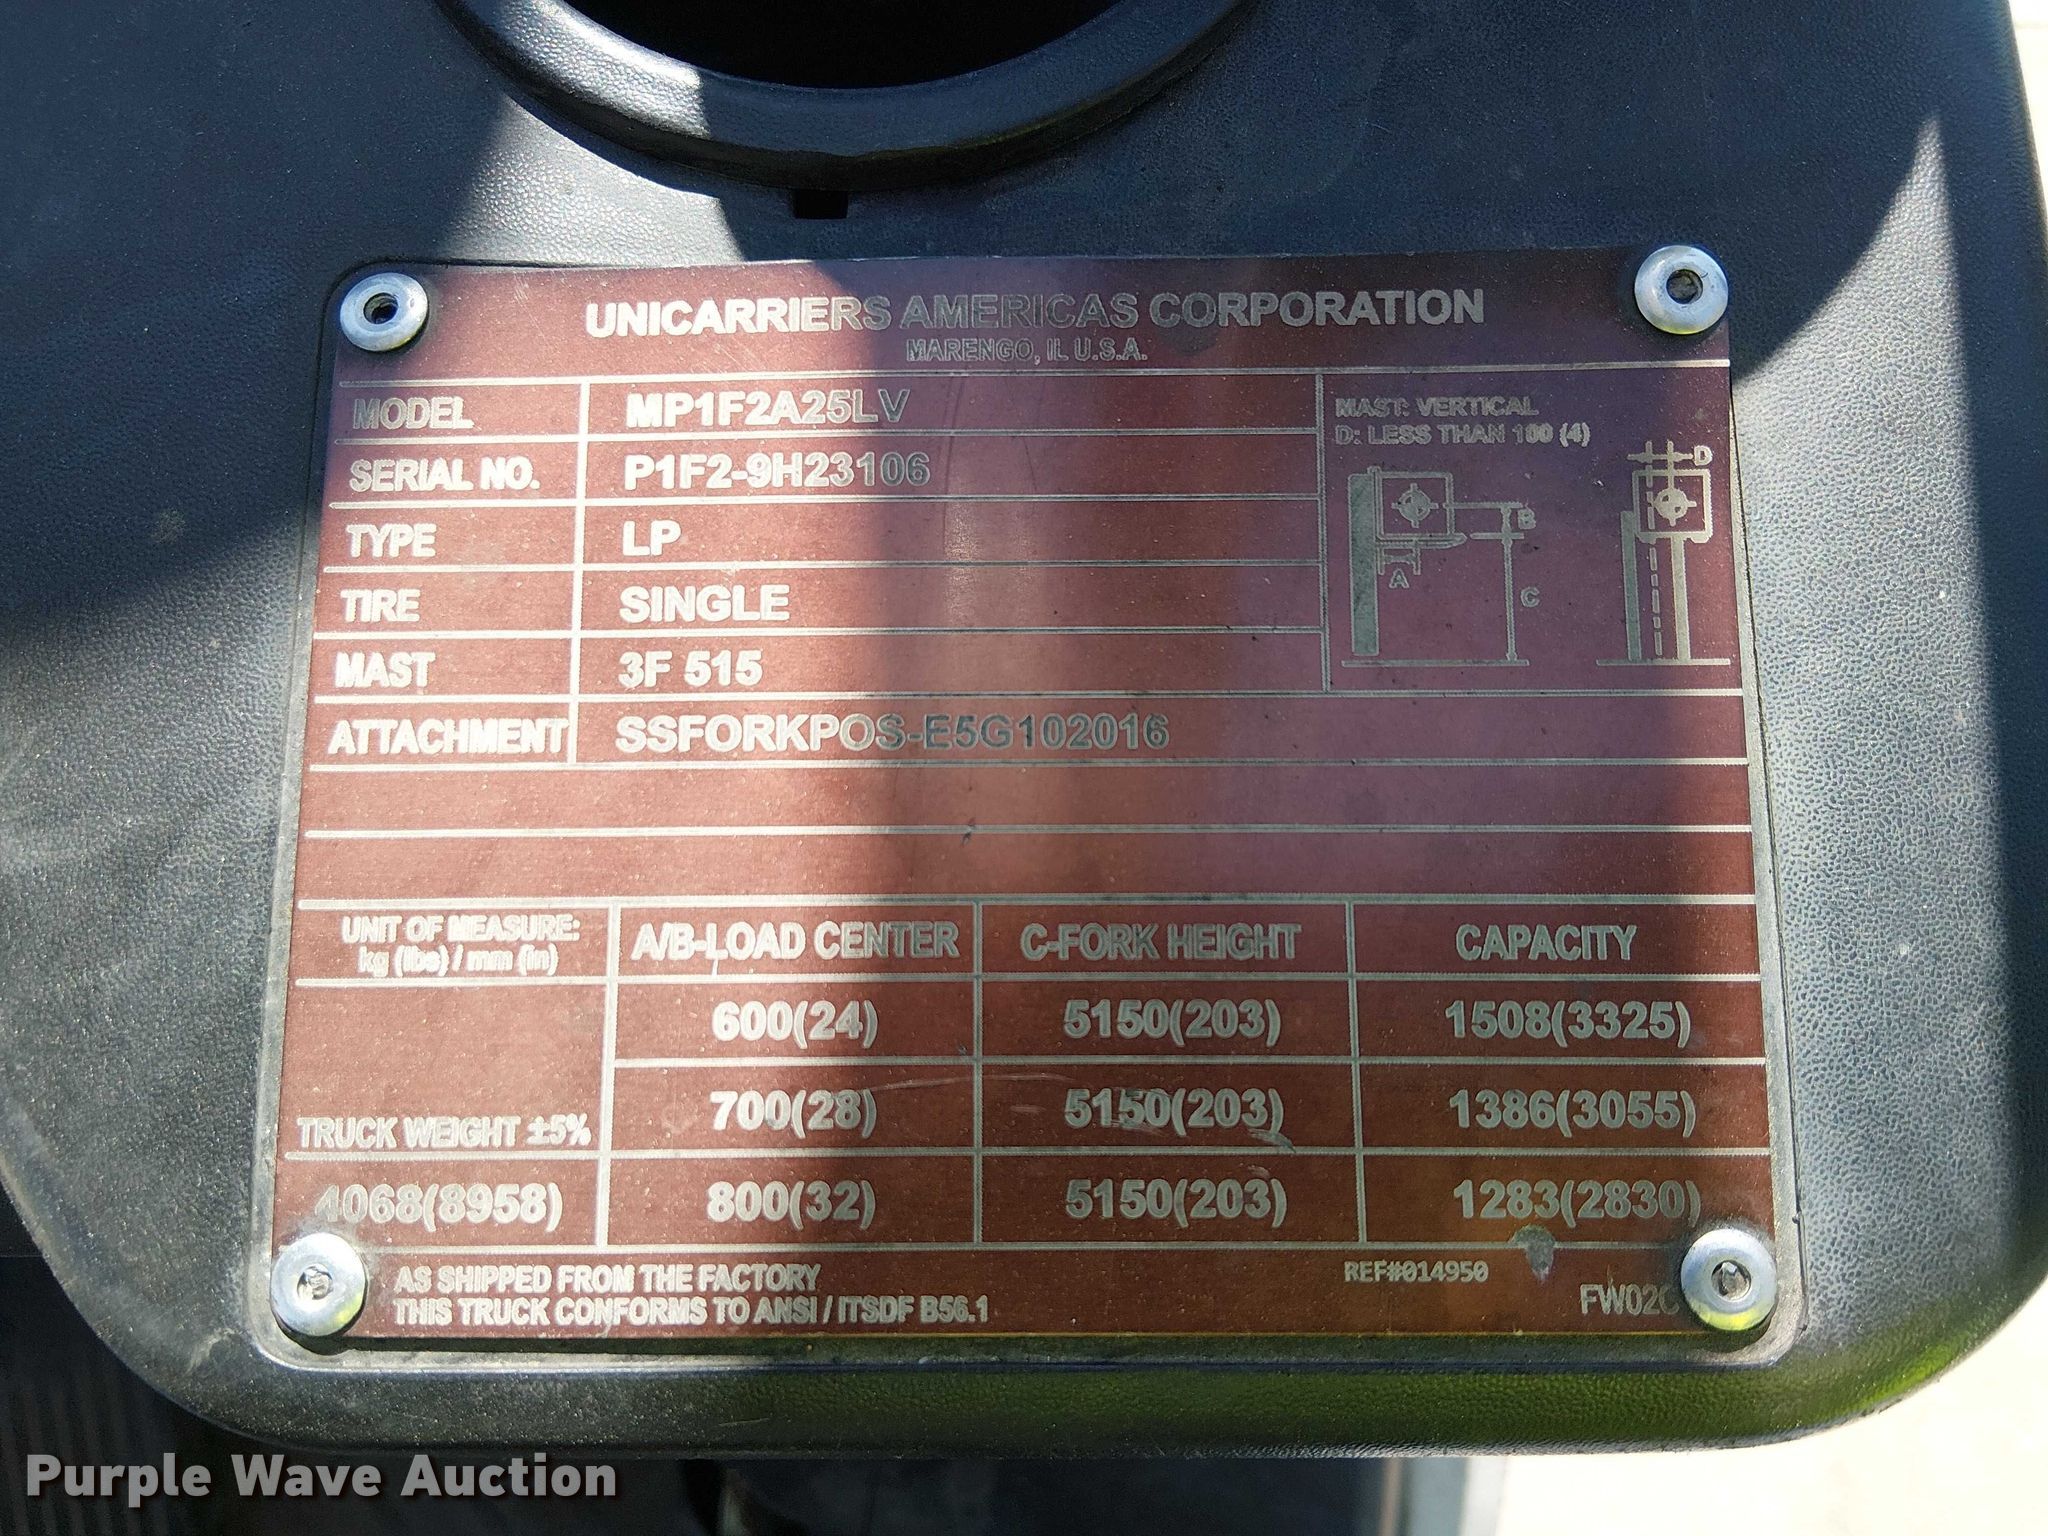 UNICARRIERS AMERICAS CORPORATION
MARENGO, IL U.S.A.
MODEL MP1F2A25LV
SERIAL NO. P1F2-9H23106
TYPE LP
TIRE SINGLE
MAST 3F 515
ATTACHMENT SSFORKPOS-E5G102016
MAST: VERTICAL
D: LESS THAN 100 (4)
D
B
A
C
UNIT OF MEASURE:
kg (lbs) / mm (in)
A/B-LOAD CENTER C-FORK HEIGHT CAPACITY
600(24) 5150(203) 1508(3325)
700(28) 5150(203) 1386(3055)
TRUCK WEIGHT ±5%
4068(8958) 800(32) 5150(203) 1283(2830)
AS SHIPPED FROM THE FACTORY
THIS TRUCK CONFORMS TO ANSI / ITSDF B56.1
REF#014950
FW02C
Purple Wave Auction